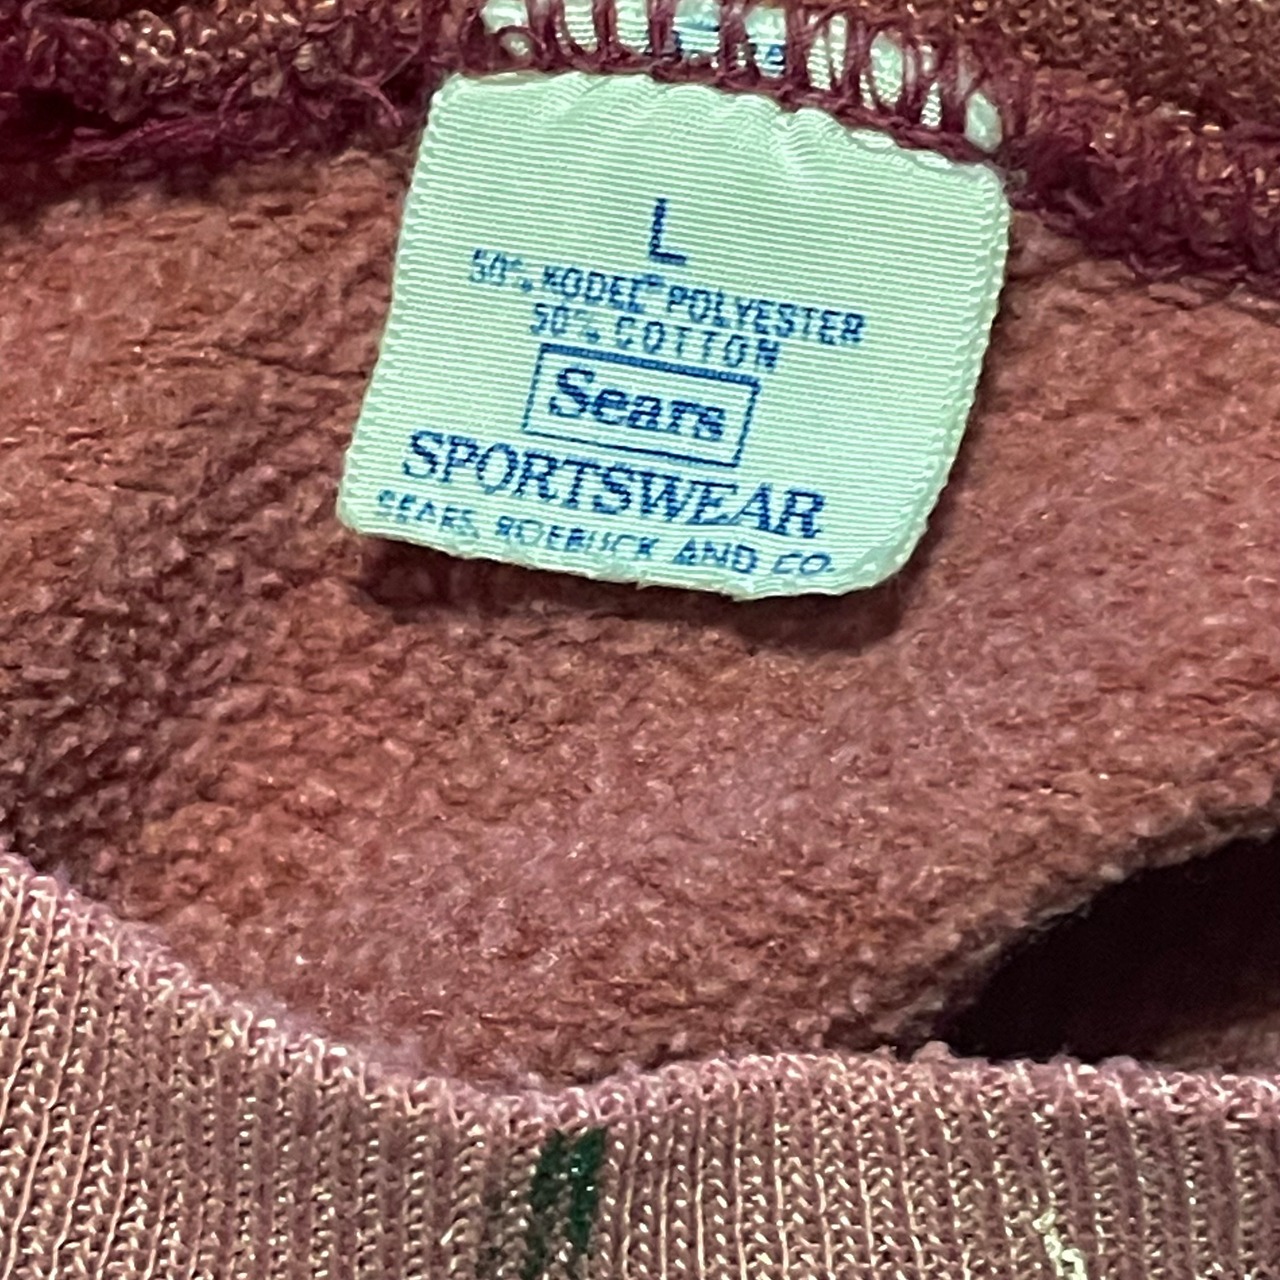 L
50% KODEL® POLYESTER
50% COTTON
Sears
SPORTSWEAR
SEARS, ROEBUCK AND CO.